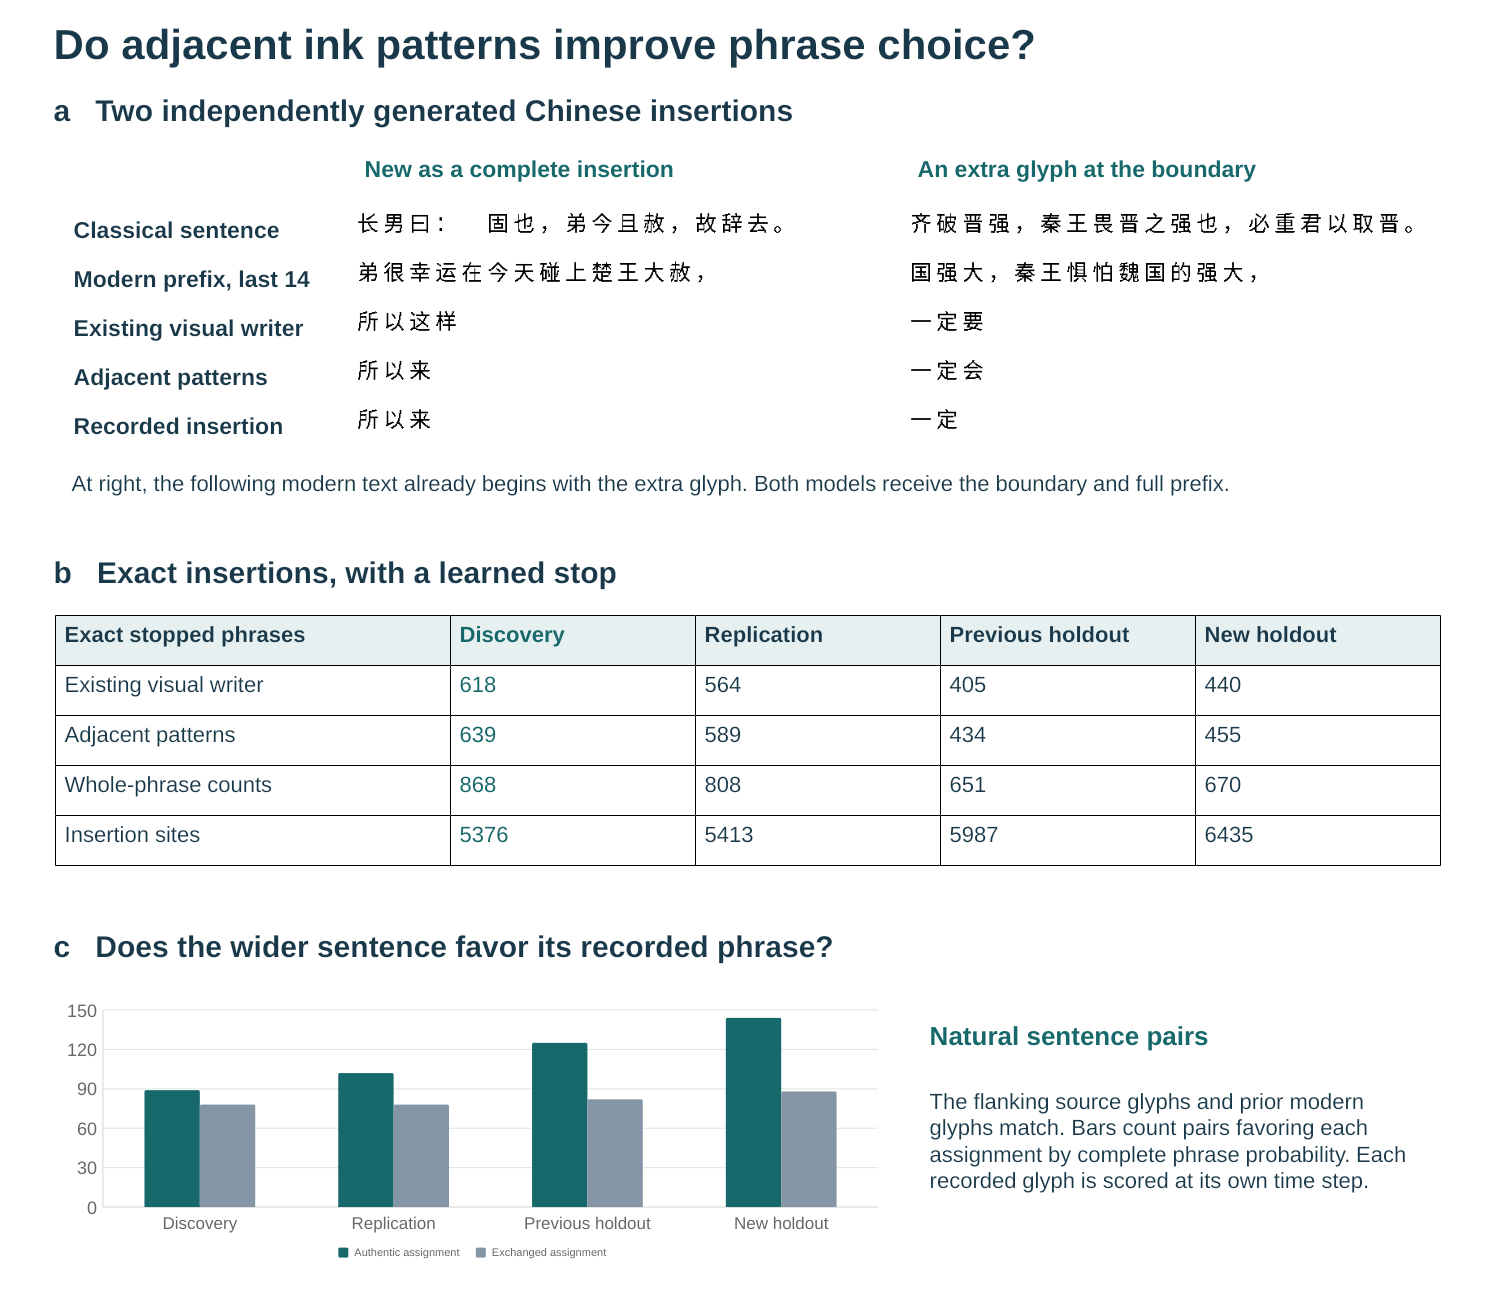 Do adjacent ink patterns improve phrase choice?
a Two independently generated Chinese insertions
New as a complete insertion An extra glyph at the boundary
Classical sentence 长男曰： 固也，弟今且赦，故辞去。 齐破晋强，秦王畏晋之强也，必重君以取晋。
Modern prefix, last 14 弟很幸运在今天碰上楚王大赦， 国强大，秦王惧怕魏国的强大，
Existing visual writer 所以这样 一定要
Adjacent patterns 所以来 一定会
Recorded insertion 所以来 一定
At right, the following modern text already begins with the extra glyph. Both models receive the boundary and full prefix.
b Exact insertions, with a learned stop
Exact stopped phrases Discovery Replication Previous holdout New holdout
Existing visual writer 618 564 405 440
Adjacent patterns 639 589 434 455
Whole-phrase counts 868 808 651 670
Insertion sites 5376 5413 5987 6435
c Does the wider sentence favor its recorded phrase?
150
120
90
60
30
0
Discovery Replication Previous holdout New holdout
Authentic assignment Exchanged assignment
Natural sentence pairs
The flanking source glyphs and prior modern
glyphs match. Bars count pairs favoring each
assignment by complete phrase probability. Each
recorded glyph is scored at its own time step.